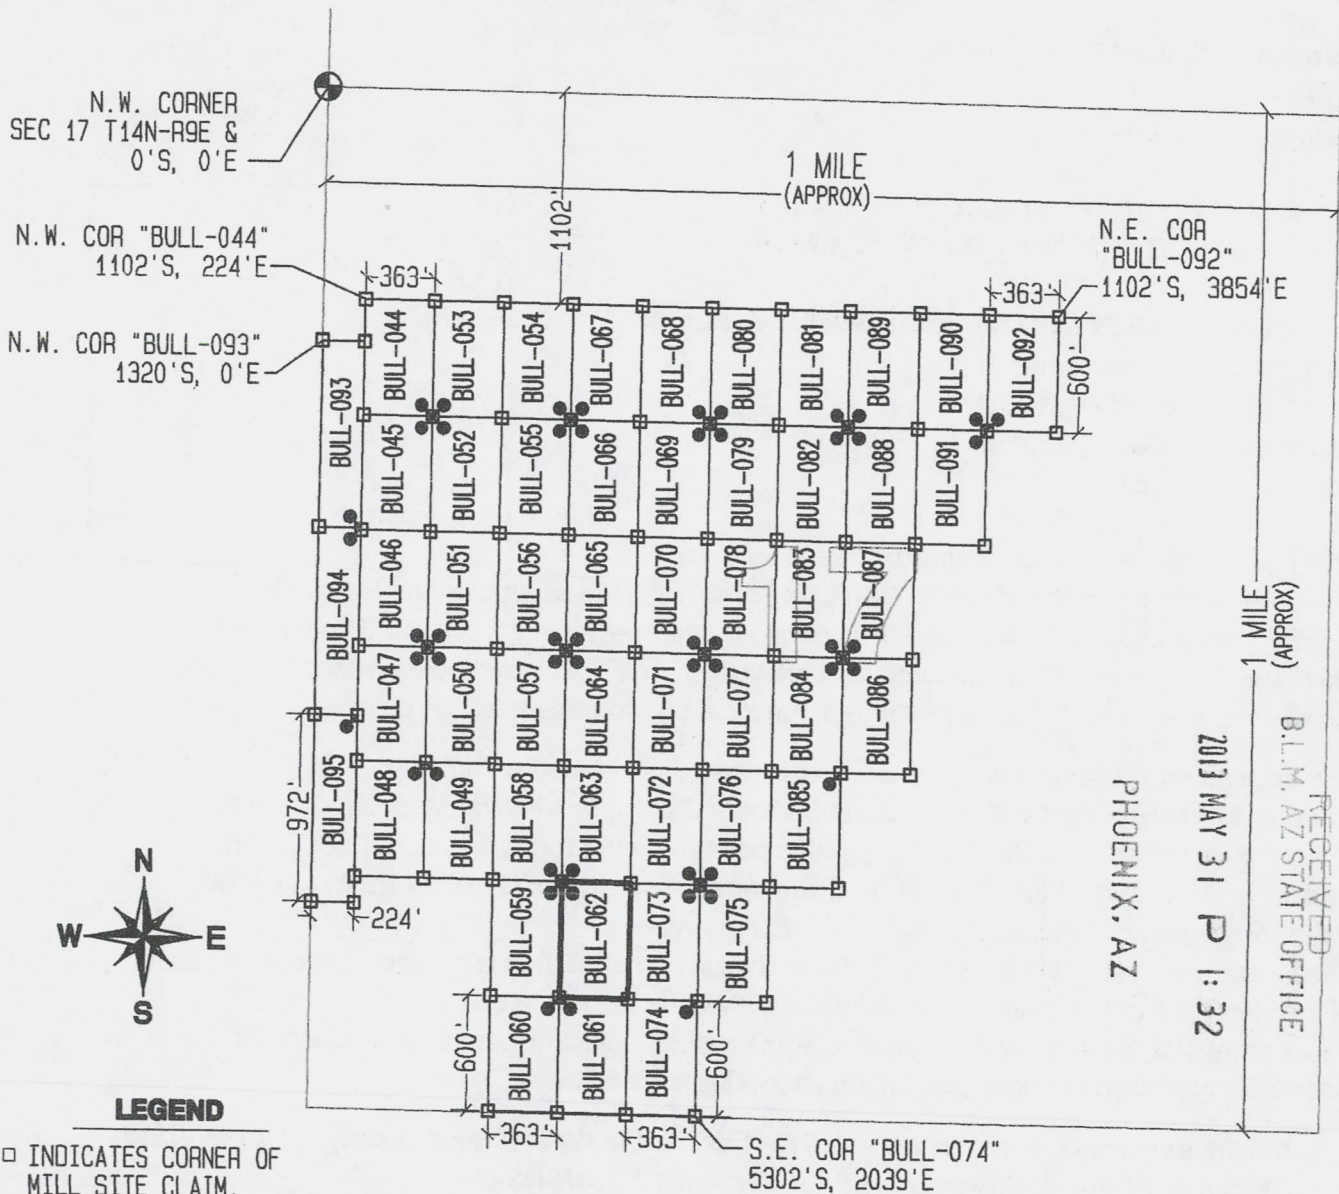 N.W. CORNER
SEC 17 T14N-R9E &
0'S, 0'E
1 MILE
(APPROX)
1102'
N.W. COR "BULL-044"
1102'S, 224'E
363'
363'
N.E. COR
"BULL-092"
1102'S, 3854'E
N.W. COR "BULL-093"
1320'S, 0'E
600'
BULL-044
BULL-053
BULL-054
BULL-067
BULL-068
BULL-080
BULL-081
BULL-089
BULL-090
BULL-092
BULL-093
BULL-045
BULL-052
BULL-055
BULL-066
BULL-069
BULL-079
BULL-082
BULL-088
BULL-091
BULL-094
BULL-046
BULL-051
BULL-056
BULL-065
BULL-070
BULL-078
BULL-083
BULL-087
17
BULL-047
BULL-050
BULL-057
BULL-064
BULL-071
BULL-077
BULL-084
BULL-086
BULL-095
BULL-048
BULL-049
BULL-058
BULL-063
BULL-072
BULL-076
BULL-085
972'
224'
BULL-059
BULL-062
BULL-073
BULL-075
600'
BULL-060
BULL-061
BULL-074
600'
363'
363'
S.E. COR "BULL-074"
5302'S, 2039'E
1 MILE
(APPROX)
RECEIVED
B.L.M. AZ STATE OFFICE
2013 MAY 31 P 1:32
PHOENIX, AZ
N
W E
S
LEGEND
□ INDICATES CORNER OF
MILL SITE CLAIM.